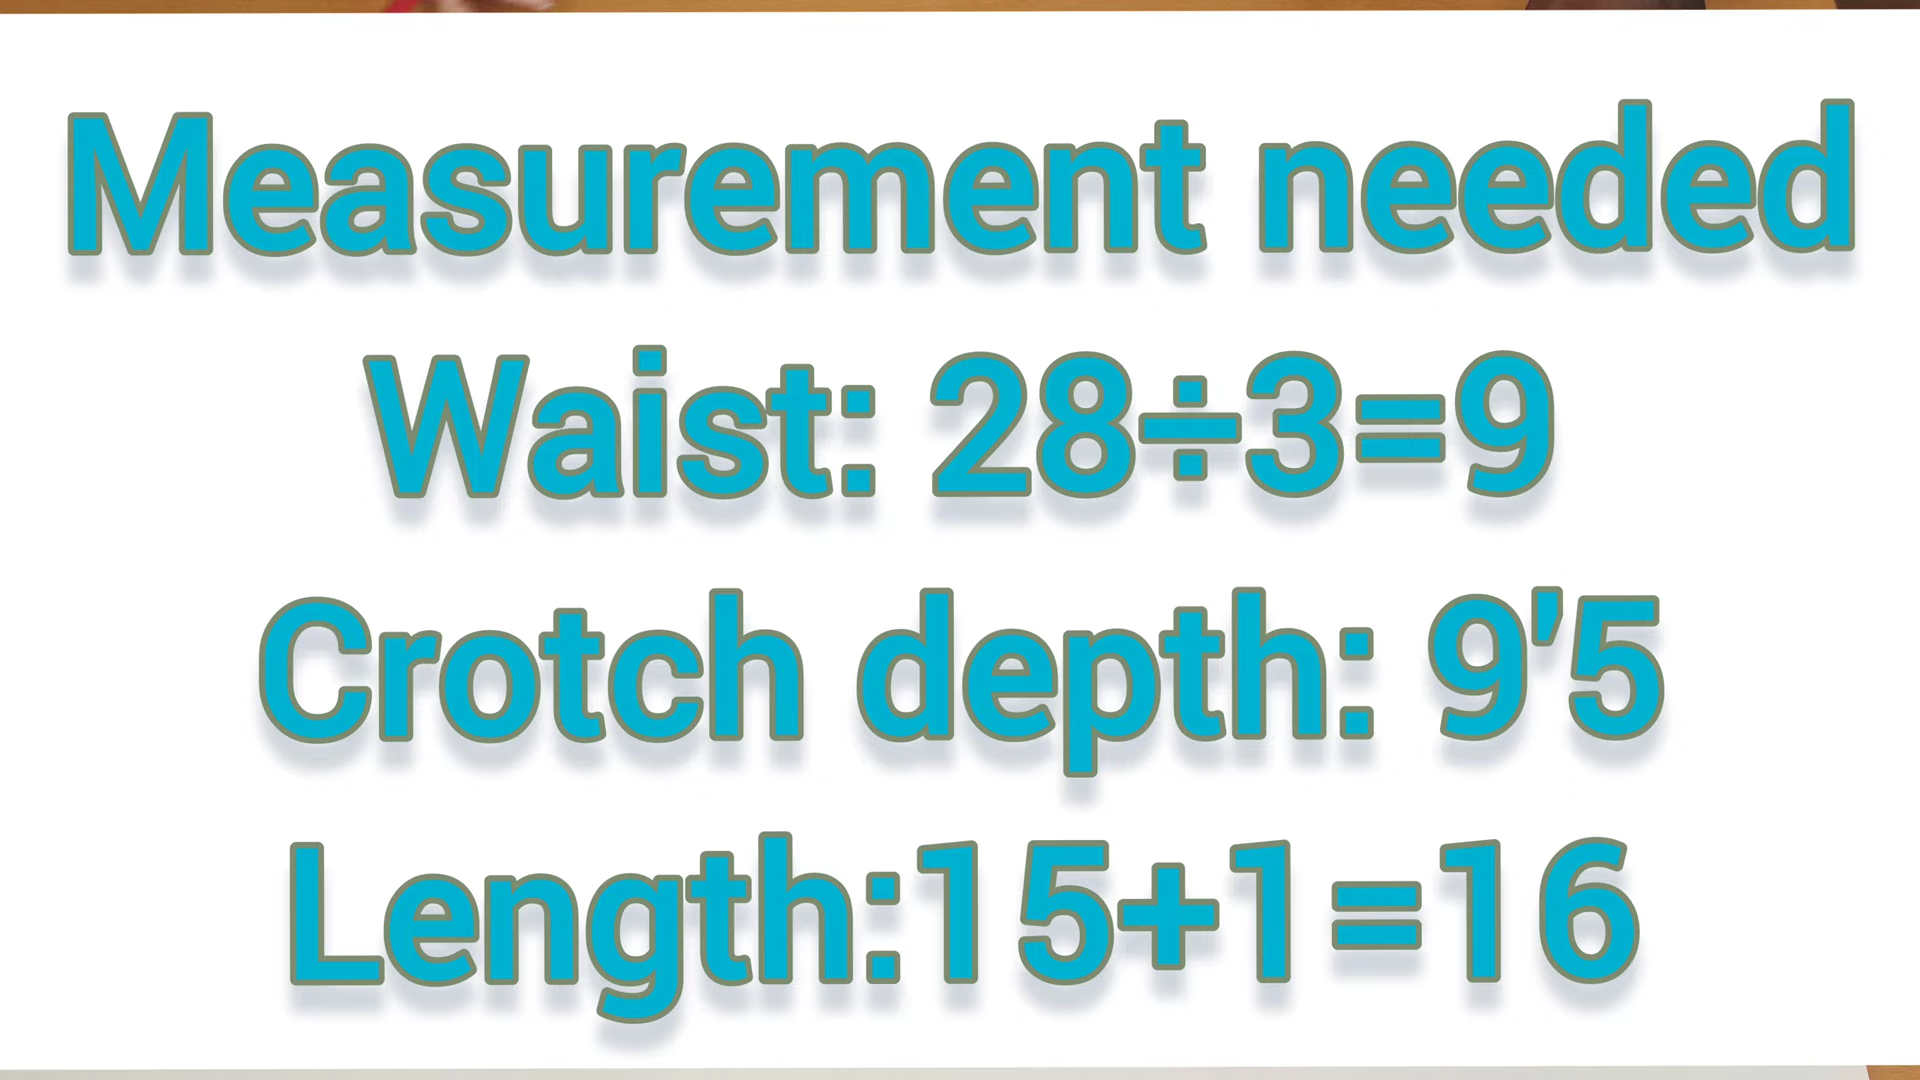 Measurement needed
Waist: 28÷3=9
Crotch depth: 9'5
Length:15+1=16